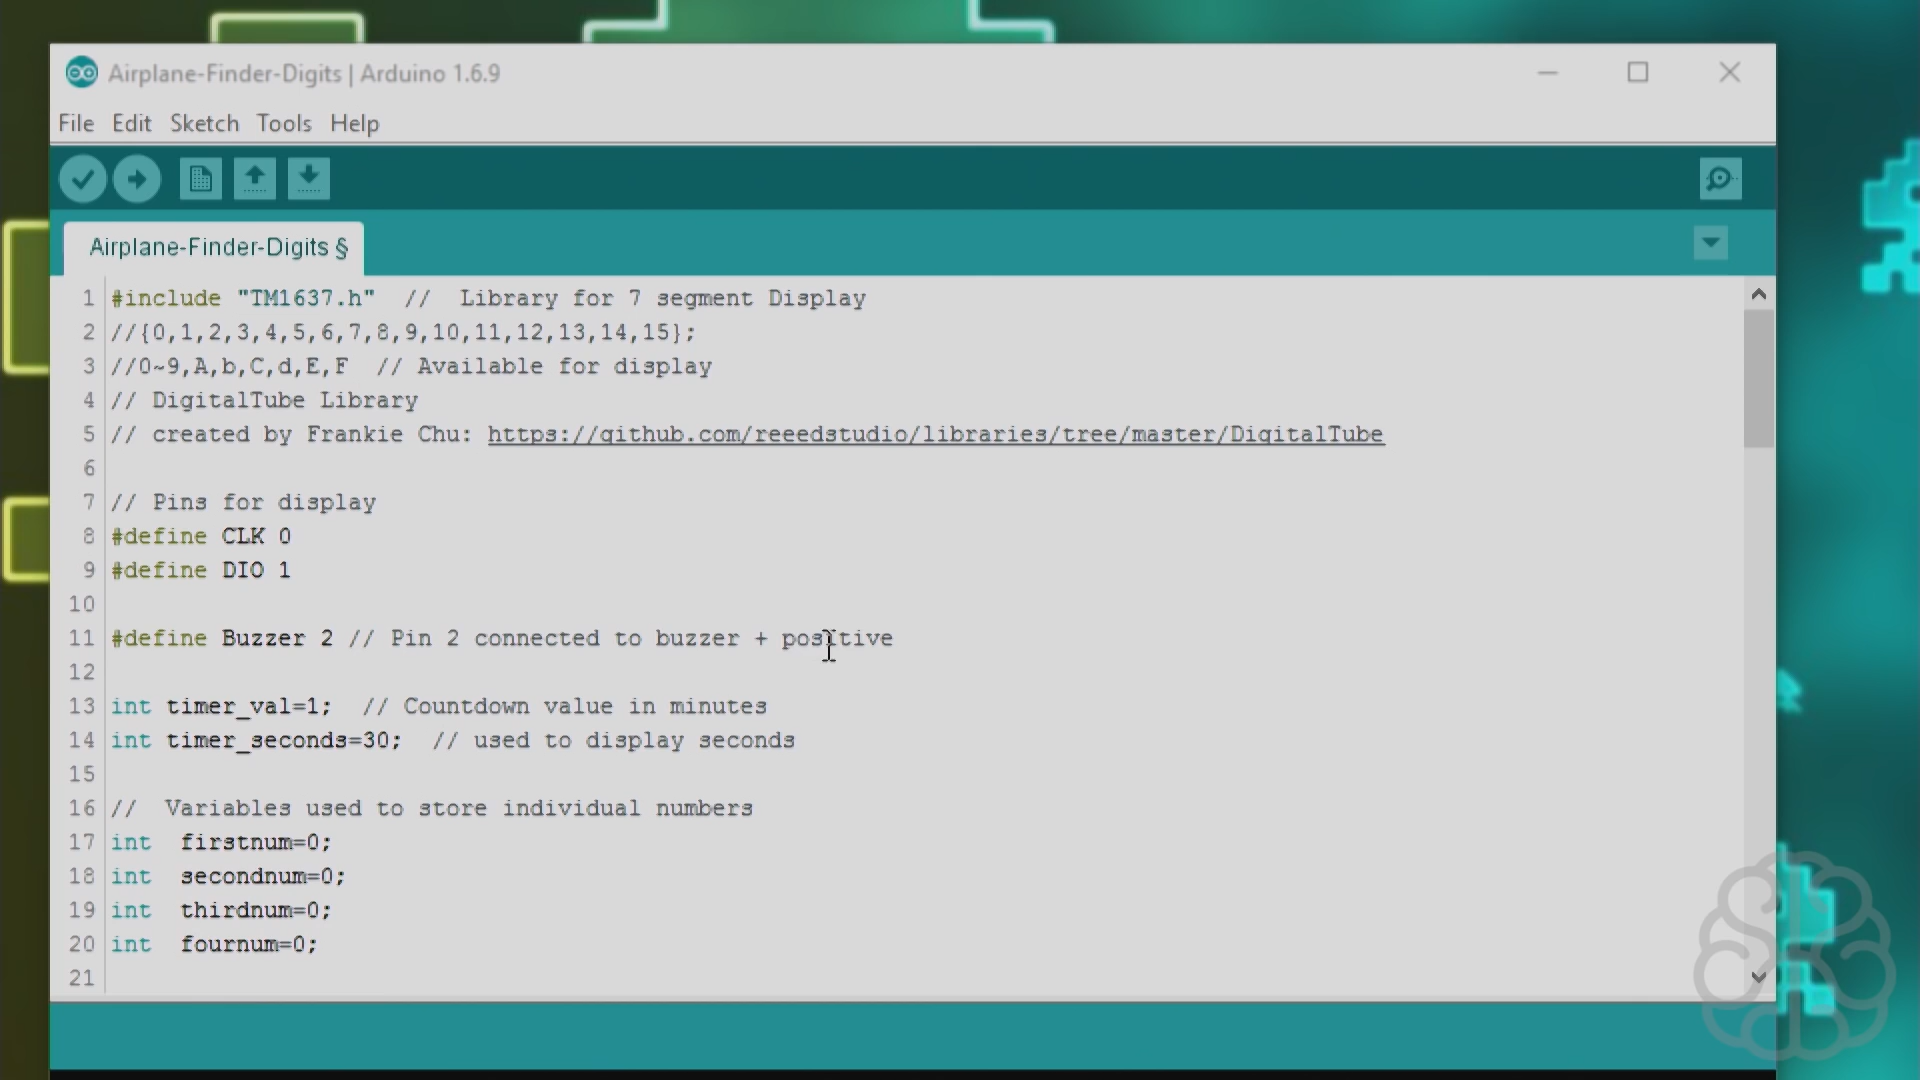 Airplane-Finder-Digits | Arduino 1.6.9
File Edit Sketch Tools Help
Airplane-Finder-Digits §
1 #include "TM1637.h" // Library for 7 segment Display
2 //{0,1,2,3,4,5,6,7,8,9,10,11,12,13,14,15};
3 //0~9,A,b,C,d,E,F // Available for display
4 // DigitalTube Library
5 // created by Frankie Chu: https://github.com/reeedstudio/libraries/tree/master/DigitalTube
6
7 // Pins for display
8 #define CLK 0
9 #define DIO 1
10
11 #define Buzzer 2 // Pin 2 connected to buzzer + positive
12
13 int timer_val=1; // Countdown value in minutes
14 int timer_seconds=30; // used to display seconds
15
16 // Variables used to store individual numbers
17 int firstnum=0;
18 int secondnum=0;
19 int thirdnum=0;
20 int fournum=0;
21